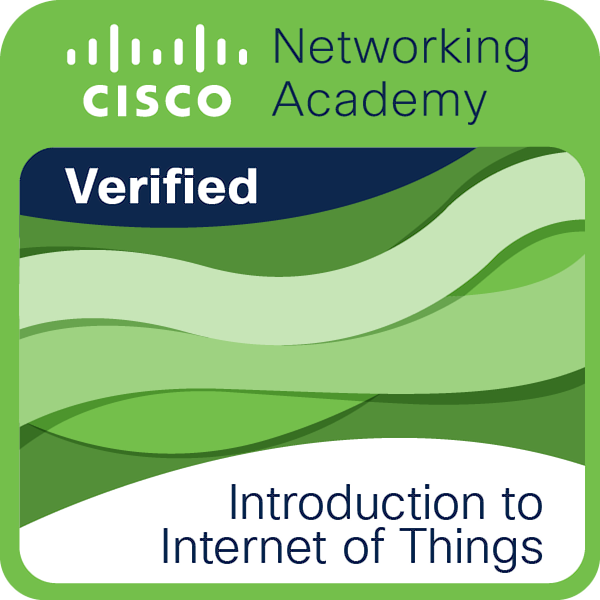 CISCO
Networking
Academy
Verified
Introduction to
Internet of Things